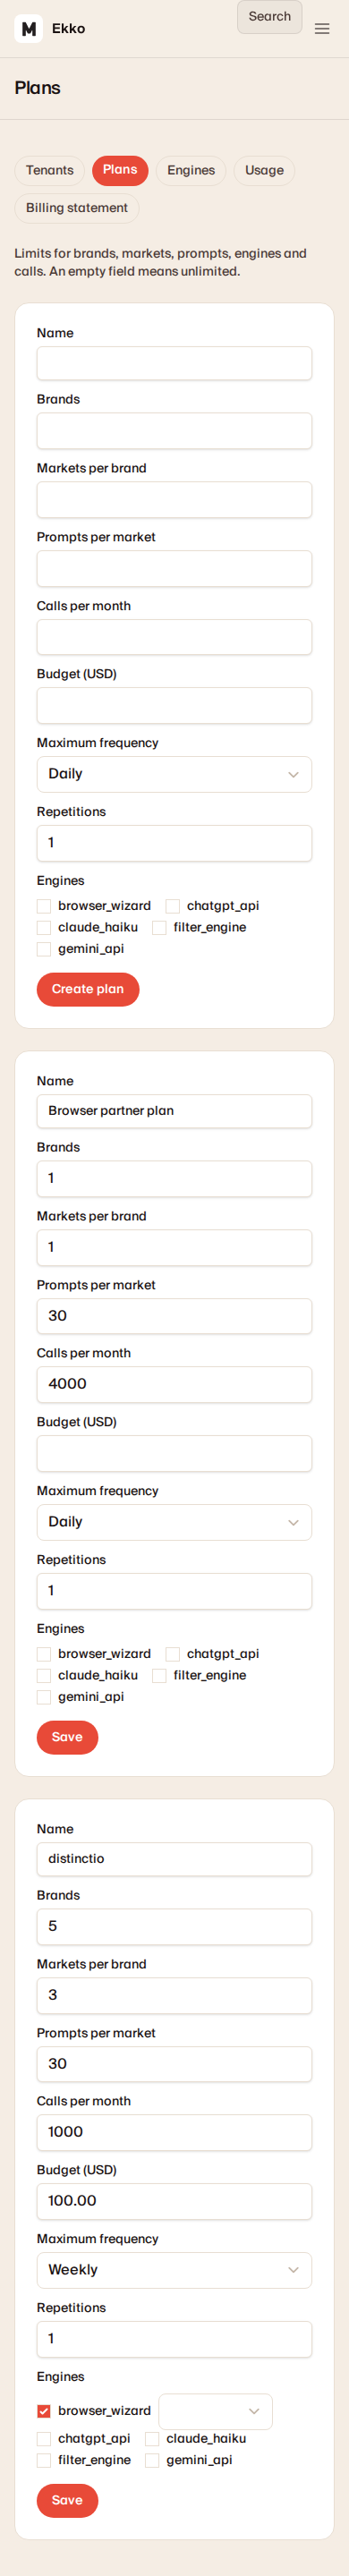 M Ekko
Search
Plans
Tenants Plans Engines Usage
Billing statement
Limits for brands, markets, prompts, engines and
calls. An empty field means unlimited.
Name
Brands
Markets per brand
Prompts per market
Calls per month
Budget (USD)
Maximum frequency
Daily
Repetitions
1
Engines
browser_wizard chatgpt_api
claude_haiku filter_engine
gemini_api
Create plan
Name
Browser partner plan
Brands
1
Markets per brand
1
Prompts per market
30
Calls per month
4000
Budget (USD)
Maximum frequency
Daily
Repetitions
1
Engines
browser_wizard chatgpt_api
claude_haiku filter_engine
gemini_api
Save
Name
distinctio
Brands
5
Markets per brand
3
Prompts per market
30
Calls per month
1000
Budget (USD)
100.00
Maximum frequency
Weekly
Repetitions
1
Engines
browser_wizard
chatgpt_api claude_haiku
filter_engine gemini_api
Save